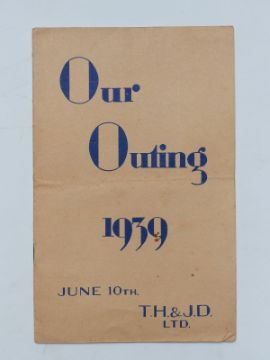 Our
Outing
1939
JUNE 10TH.
T.H.& J.D.
LTD.